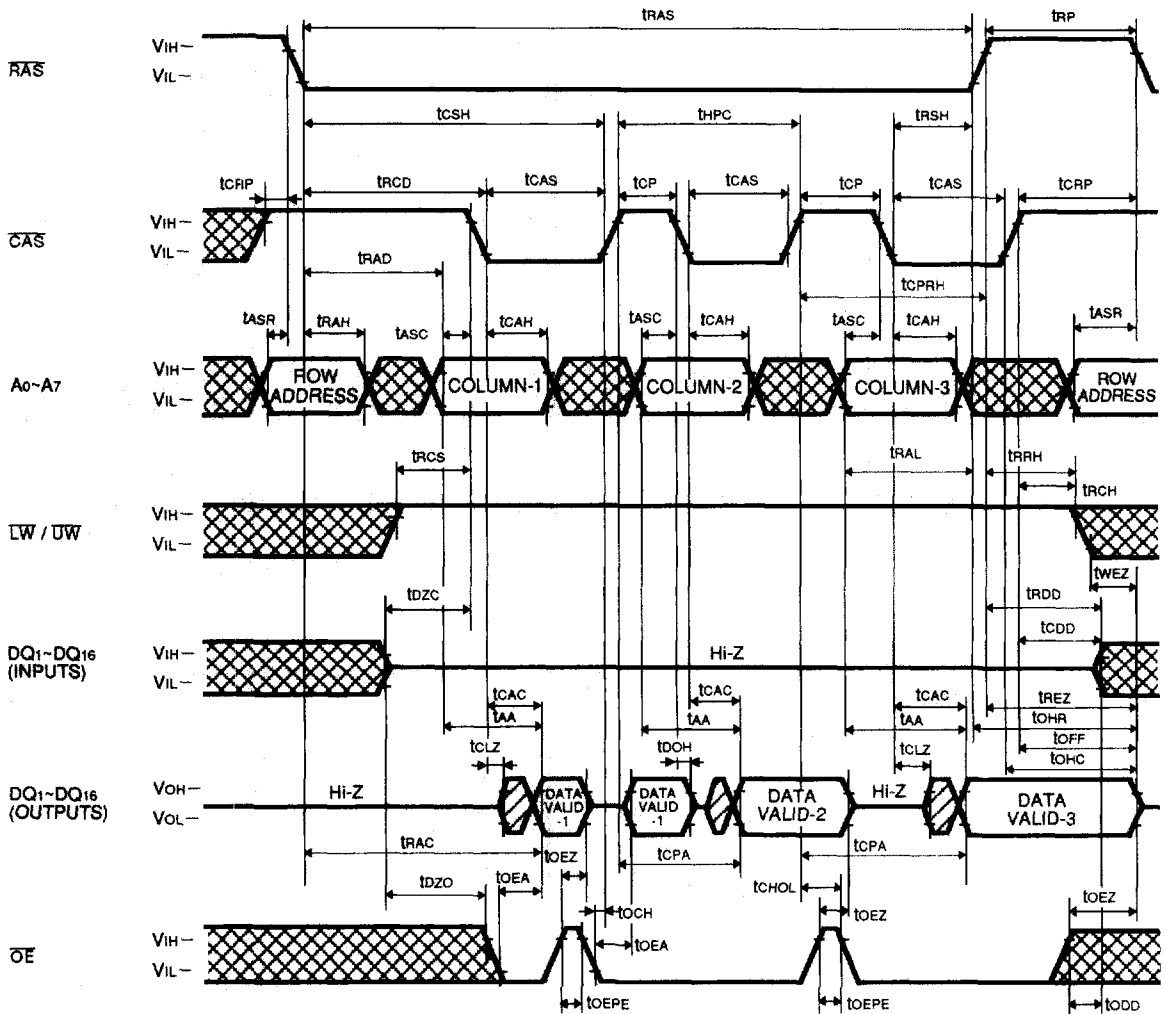 tRAS tRP
VIH–
RAS
VIL–
tCSH tHPC tRSH
tCRP tRCD tCAS tCP tCAS tCP tCAS tCRP
VIH–
CAS
VIL–
tRAD
tCPRH
tASR tRAH tASC tCAH tASC tCAH tASC tCAH tASR
A0~A7
VIH–
VIL–
ROW ADDRESS
COLUMN-1
COLUMN-2
COLUMN-3
ROW ADDRESS
tRCS tRAL tRRH
tRCH
VIH–
LW / UW
VIL–
tWEZ
tDZC tRDD
tCDD
DQ1~DQ16
(INPUTS)
VIH–
VIL–
Hi-Z
tCAC tCAC tCAC tREZ
tAA tAA tAA tOHR
tCLZ tDOH tCLZ tOFF
tOHC
DQ1~DQ16
(OUTPUTS)
VOH–
VOL–
Hi-Z
DATA VALID -1
DATA VALID -1
DATA VALID-2
Hi-Z
DATA VALID-3
tRAC tOEZ tCPA tCPA
tDZO tOEA tCHOL tOEZ
tOCH tOEZ
tOEA
VIH–
OE
VIL–
tOEPE tOEPE tODD